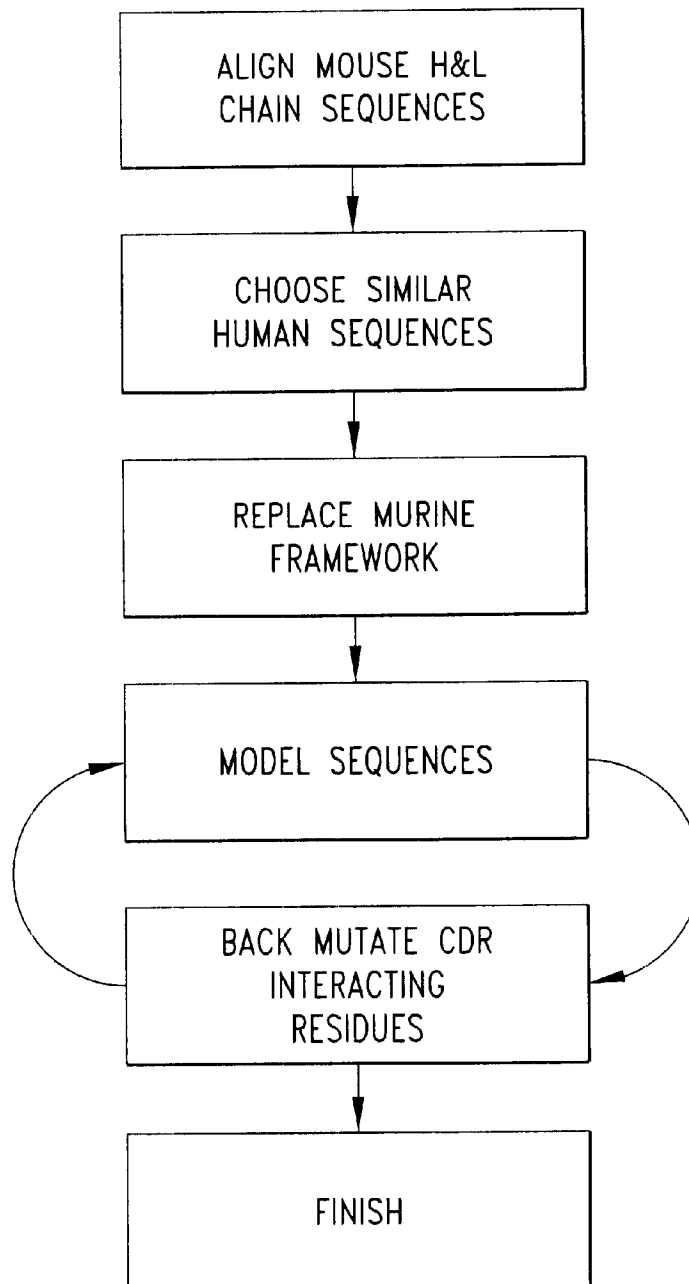 ALIGN MOUSE H&L
CHAIN SEQUENCES
CHOOSE SIMILAR
HUMAN SEQUENCES
REPLACE MURINE
FRAMEWORK
MODEL SEQUENCES
BACK MUTATE CDR
INTERACTING
RESIDUES
FINISH